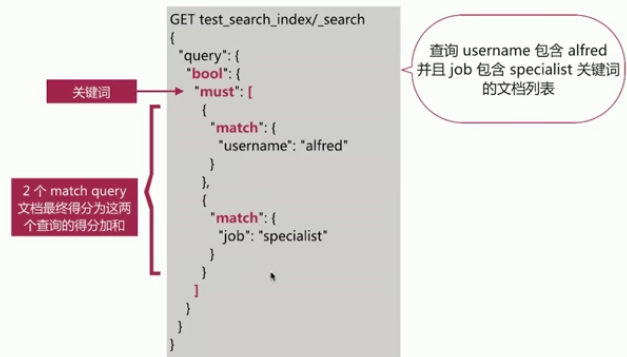 GET test_search_index/_search
{
"query": {
"bool": {
"must": [
{
"match": {
"username": "alfred"
}
},
{
"match": {
"job": "specialist"
}
}
]
}
}
}
关键词
2 个 match query
文档最终得分为这两
个查询的得分加和
查询 username 包含 alfred
并且 job 包含 specialist 关键词
的文档列表